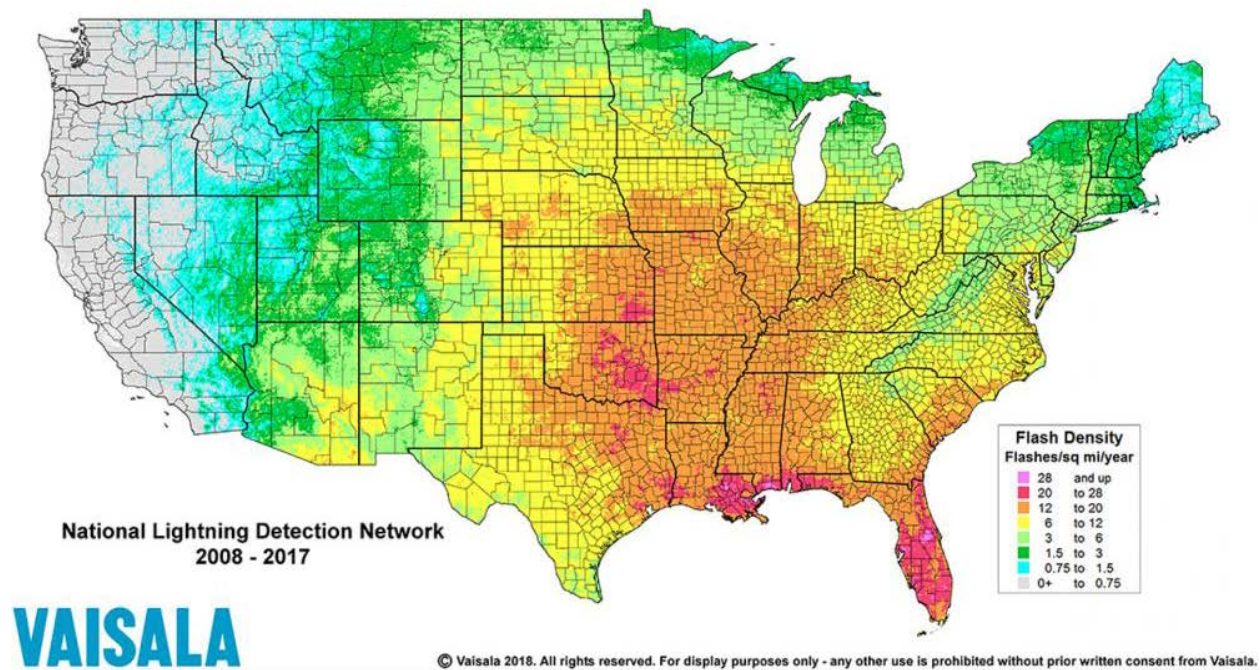 National Lightning Detection Network
2008 - 2017
Flash Density
Flashes/sq mi/year
28 and up
20 to 28
12 to 20
6 to 12
3 to 6
1.5 to 3
0.75 to 1.5
0+ to 0.75
VAISALA
© Vaisala 2018. All rights reserved. For display purposes only - any other use is prohibited without prior written consent from Vaisala.